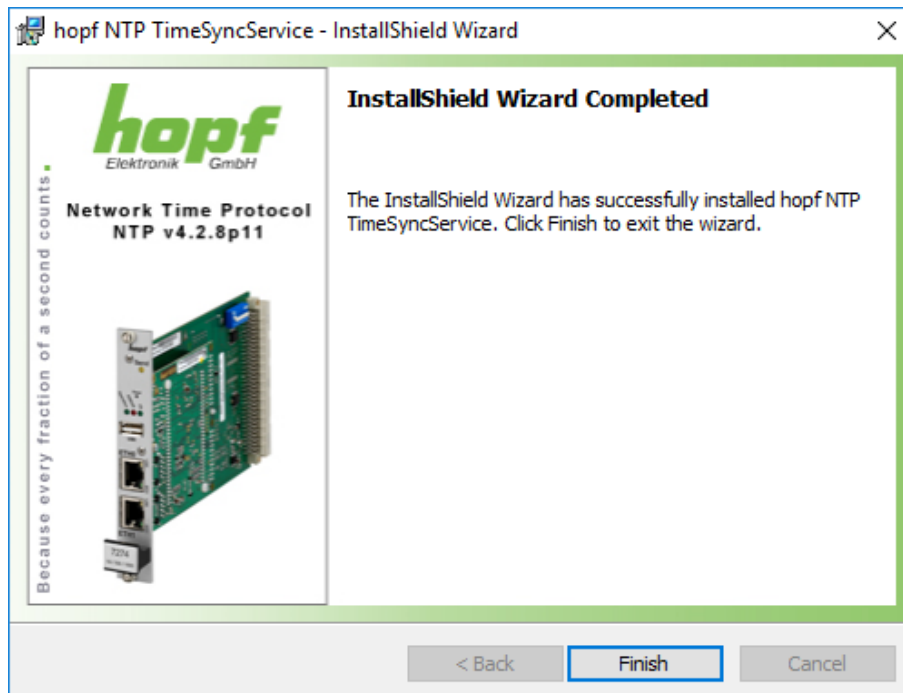 hopf NTP TimeSyncService - InstallShield Wizard
hopf
Elektronik GmbH
Network Time Protocol
NTP v4.2.8p11
Because every fraction of a second counts.
7274
InstallShield Wizard Completed
The InstallShield Wizard has successfully installed hopf NTP
TimeSyncService. Click Finish to exit the wizard.
< Back
Finish
Cancel